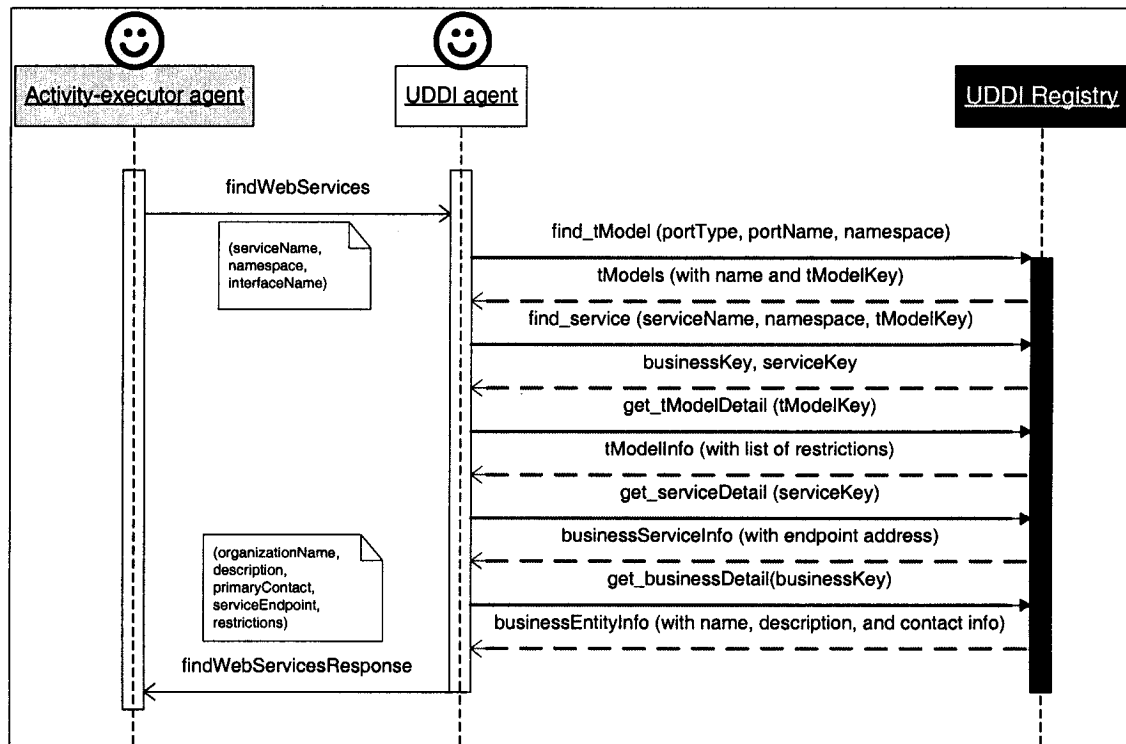 Activity-executor agent
UDDI agent
UDDI Registry
findWebServices
(serviceName,
namespace,
interfaceName)
find_tModel (portType, portName, namespace)
tModels (with name and tModelKey)
find_service (serviceName, namespace, tModelKey)
businessKey, serviceKey
get_tModelDetail (tModelKey)
tModelInfo (with list of restrictions)
get_serviceDetail (serviceKey)
businessServiceInfo (with endpoint address)
get_businessDetail(businessKey)
businessEntityInfo (with name, description, and contact info)
(organizationName,
description,
primaryContact,
serviceEndpoint,
restrictions)
findWebServicesResponse